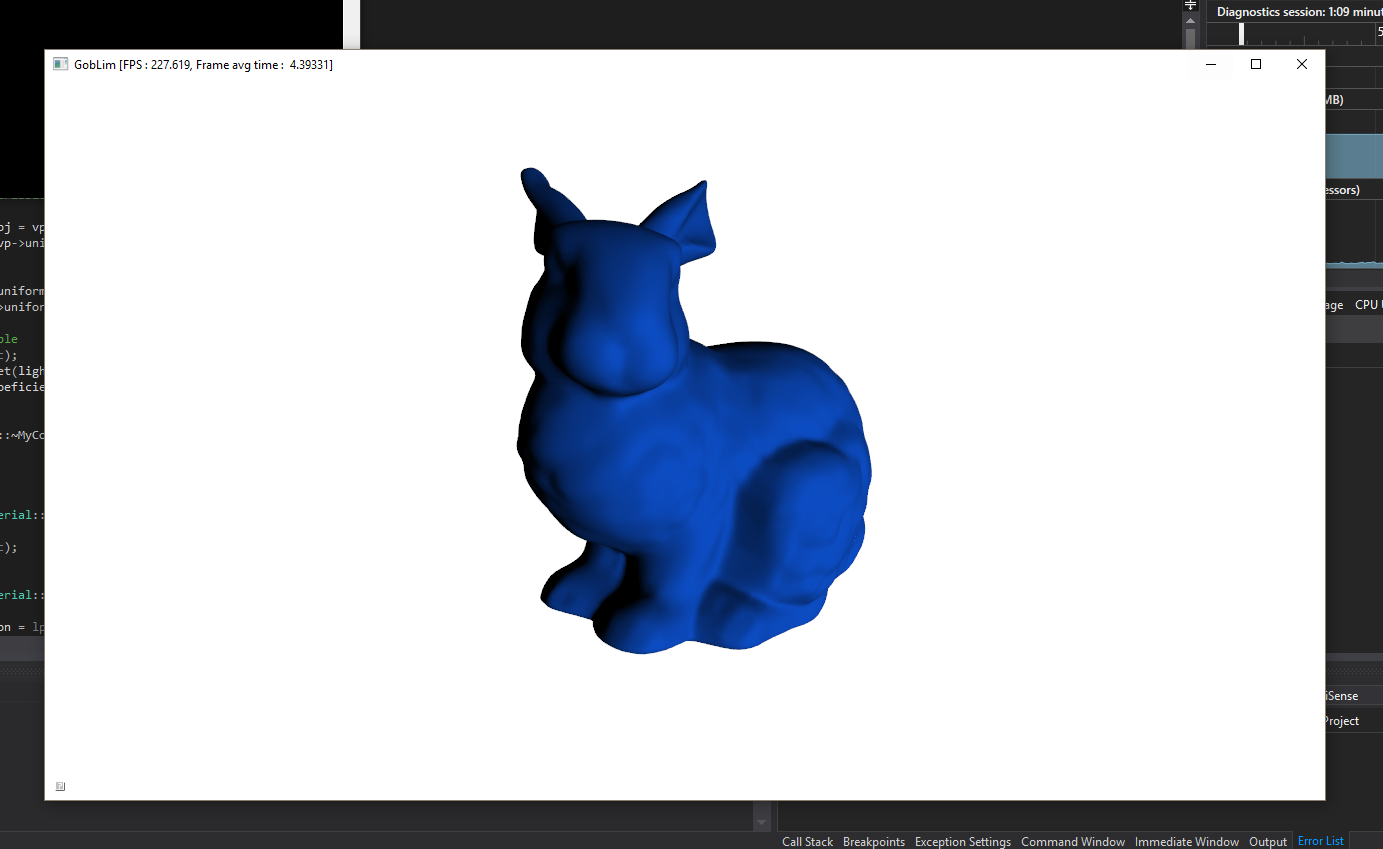 Diagnostics session: 1:09 minut
GobLim [FPS : 227.619, Frame avg time : 4.39331]
MB)
essors)
oj = vp
vp->uni
uniform
>unifor
age CPU
ole
t);
et(ligh
oeficie
::~MyCo
erial::
t);
erial::
on = lp
iSense
Project
Call Stack Breakpoints Exception Settings Command Window Immediate Window Output Error List